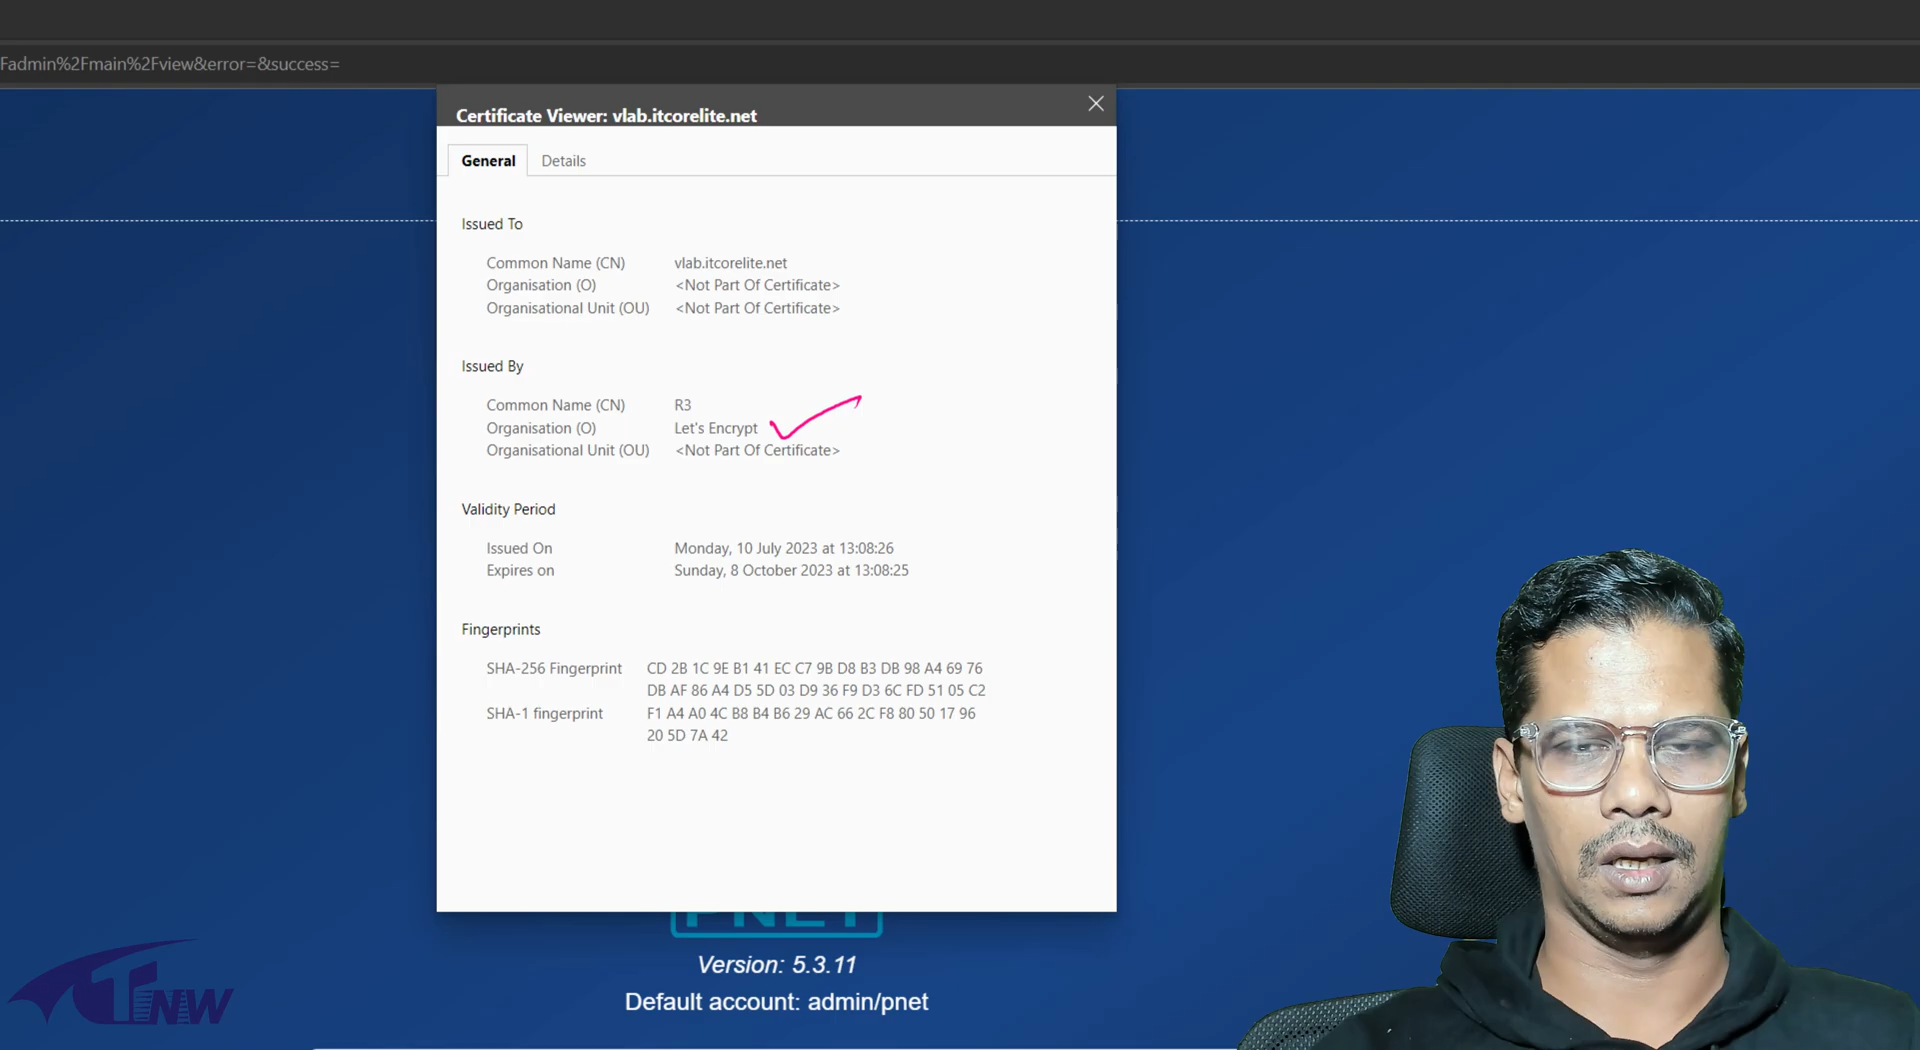 Fadmin%2Fmain%2Fview&error=&success=
Certificate Viewer: vlab.itcorelite.net
General Details
Issued To
Common Name (CN) vlab.itcorelite.net
Organisation (O) <Not Part Of Certificate>
Organisational Unit (OU) <Not Part Of Certificate>
Issued By
Common Name (CN) R3
Organisation (O) Let's Encrypt
Organisational Unit (OU) <Not Part Of Certificate>
Validity Period
Issued On Monday, 10 July 2023 at 13:08:26
Expires on Sunday, 8 October 2023 at 13:08:25
Fingerprints
SHA-256 Fingerprint CD 2B 1C 9E B1 41 EC C7 9B D8 B3 DB 98 A4 69 76
DB AF 86 A4 D5 5D 03 D9 36 F9 D3 6C FD 51 05 C2
SHA-1 fingerprint F1 A4 A0 4C B8 B4 B6 29 AC 66 2C F8 80 50 17 96
20 5D 7A 42
PNET
Version: 5.3.11
Default account: admin/pnet
TNW